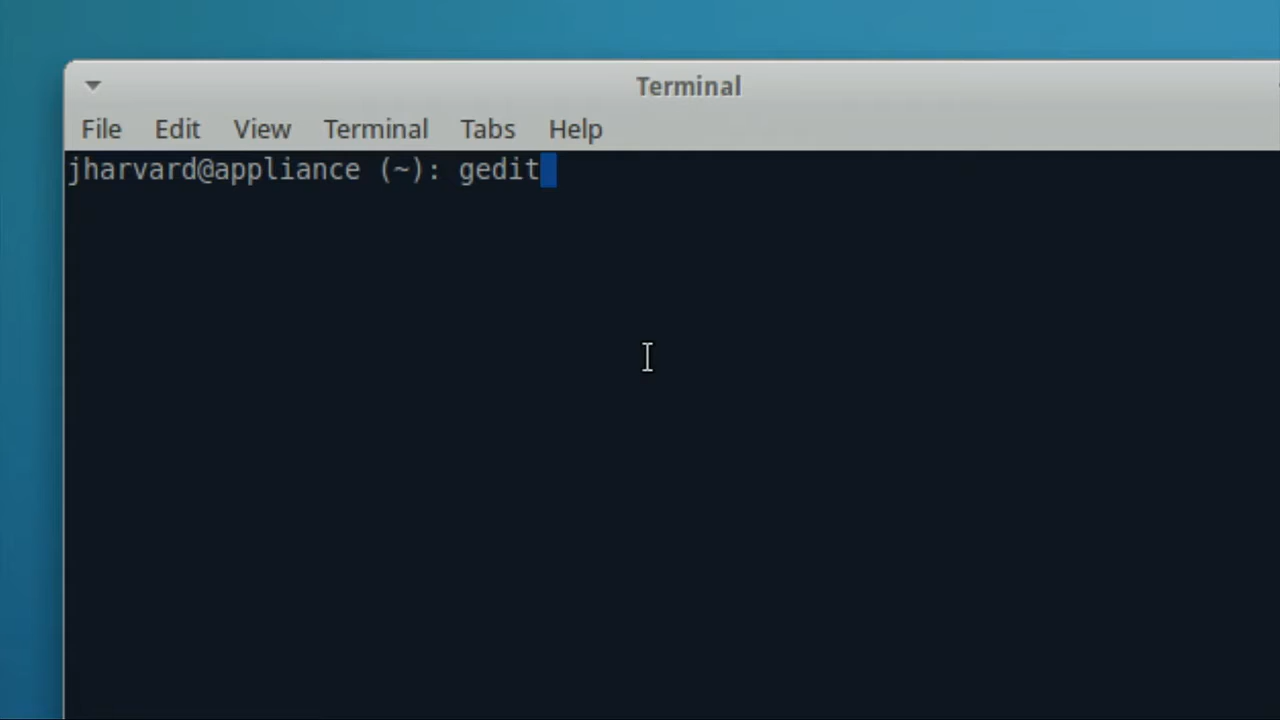 Terminal
File Edit View Terminal Tabs Help
jharvard@appliance (~): gedit